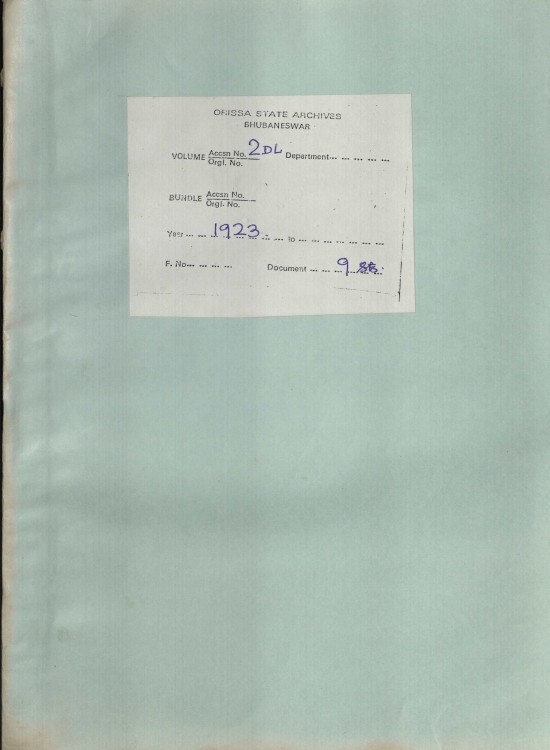 ORISSA STATE ARCHIVES
BHUBANESWAR
VOLUME Accsn No. 2DL Department... ... ... ... ...
Orgl. No.
BUNDLE Accsn No.
Orgl. No.
Year ... ... 1923 ... ... to ... ... ... ... ... ... ...
F. No... ... ... ... Document ... ... ... 9